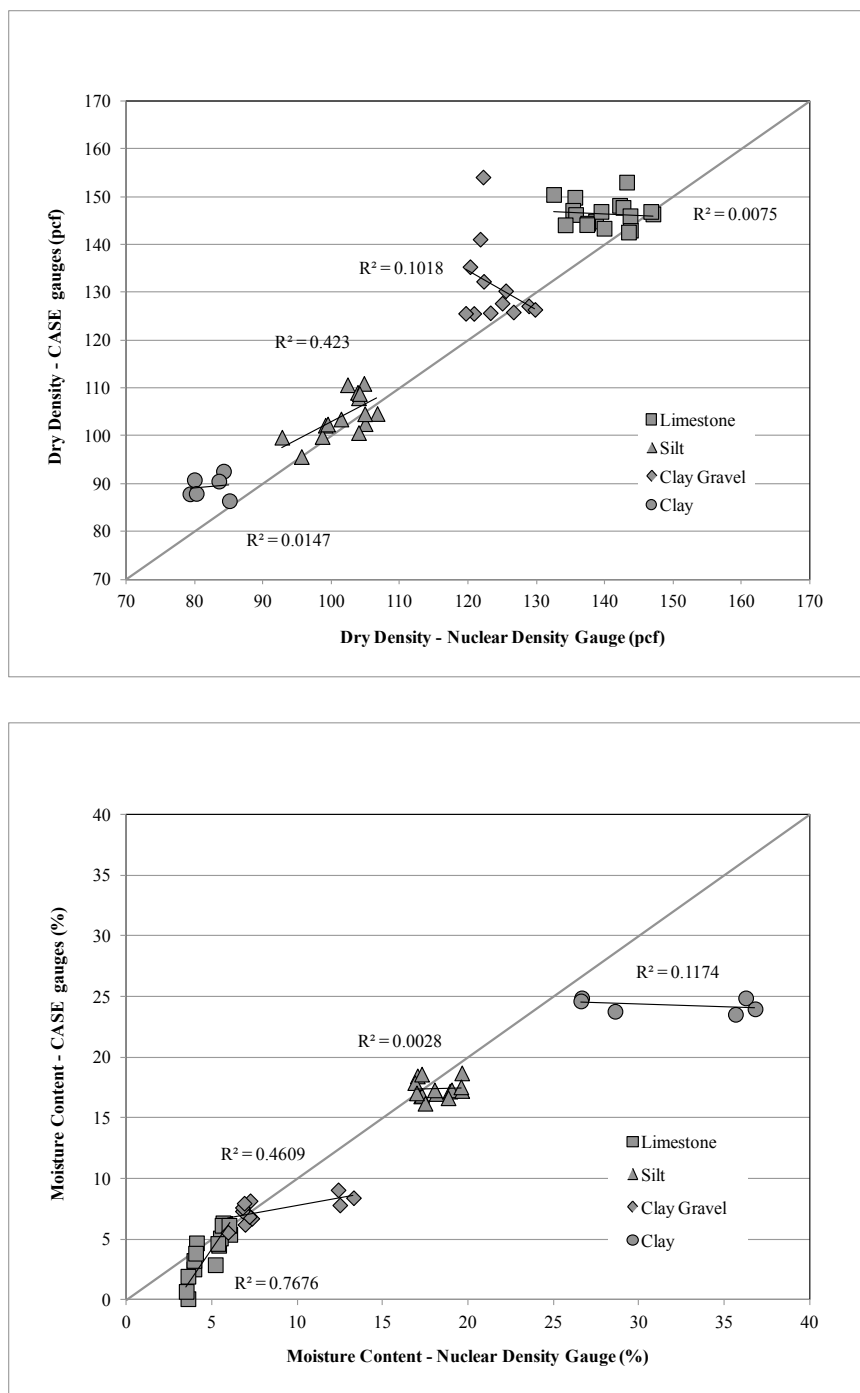 170
160
150
140
130
120
110
100
90
80
70
Dry Density - CASE gauges (pcf)
R² = 0.0075
R² = 0.1018
R² = 0.423
R² = 0.0147
Limestone
Silt
Clay Gravel
Clay
70 80 90 100 110 120 130 140 150 160 170
Dry Density - Nuclear Density Gauge (pcf)
40
35
30
25
20
15
10
5
0
Moisture Content - CASE gauges (%)
R² = 0.1174
R² = 0.0028
R² = 0.4609
R² = 0.7676
Limestone
Silt
Clay Gravel
Clay
0 5 10 15 20 25 30 35 40
Moisture Content - Nuclear Density Gauge (%)